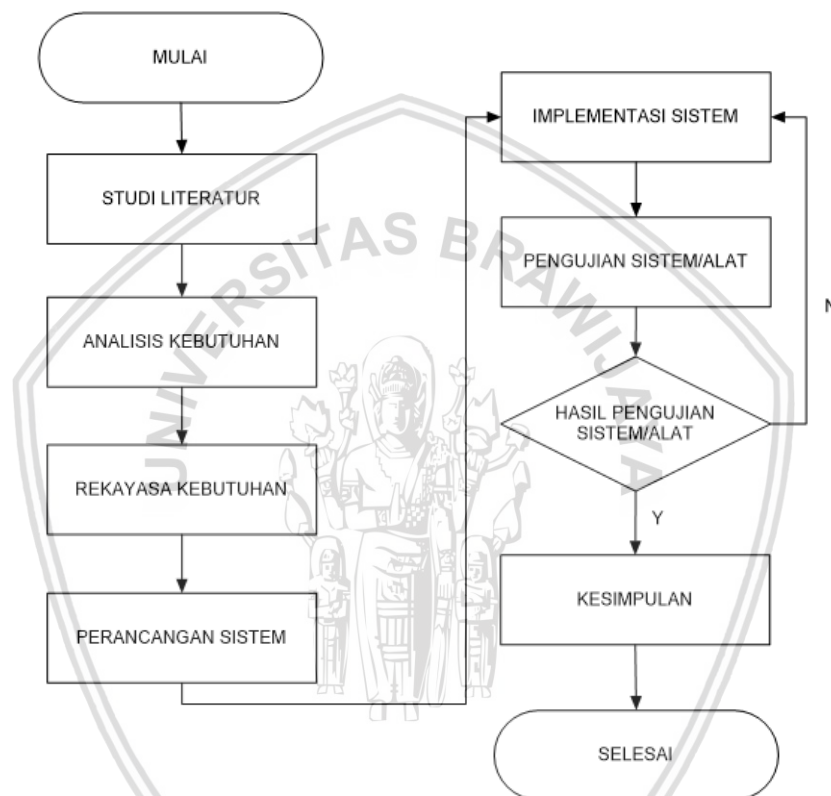 MULAI
STUDI LITERATUR
ANALISIS KEBUTUHAN
REKAYASA KEBUTUHAN
PERANCANGAN SISTEM
IMPLEMENTASI SISTEM
PENGUJIAN SISTEM/ALAT
HASIL PENGUJIAN
SISTEM/ALAT
N
Y
KESIMPULAN
SELESAI
UNIVERSITAS BRAWIJAYA